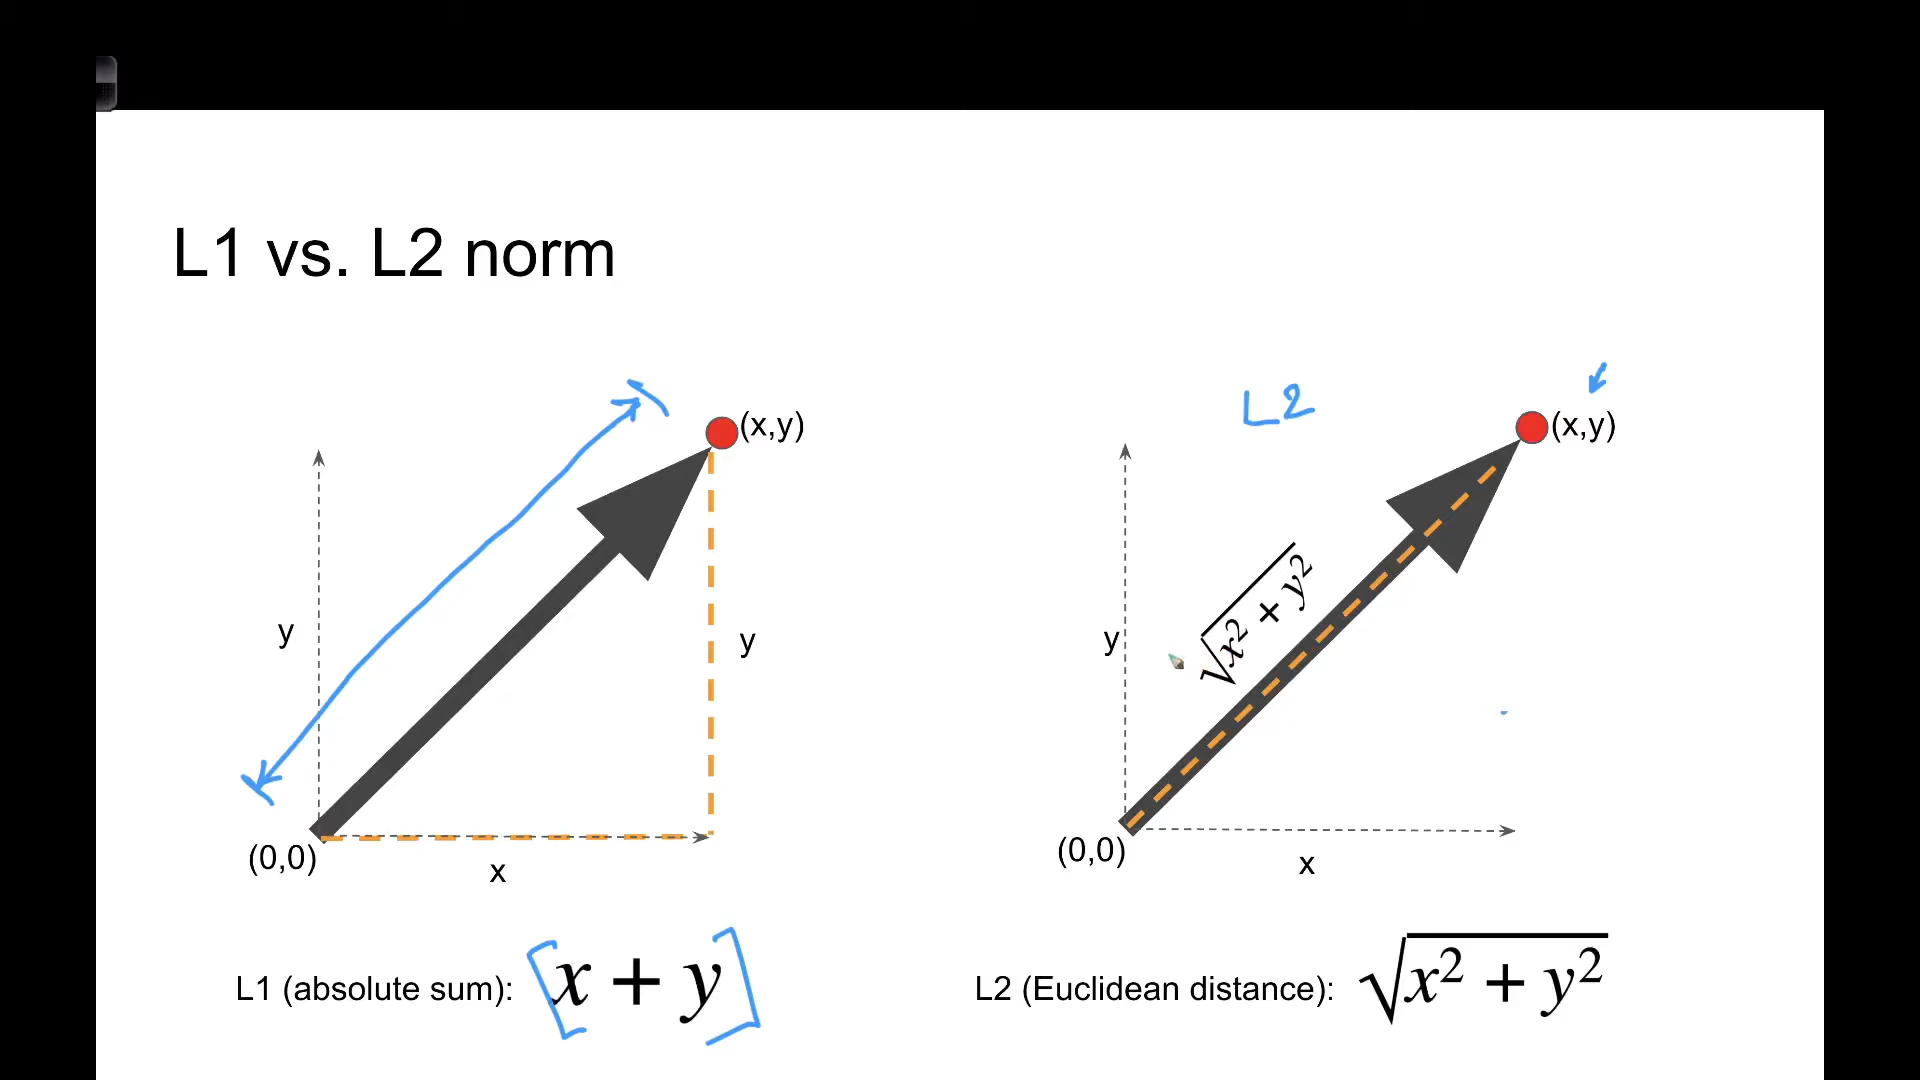 L1 vs. L2 norm
(x,y)
y
y
(0,0)
x
L1 (absolute sum): [x + y]
L2
(x,y)
y
√x² + y²
(0,0)
x
L2 (Euclidean distance): √x² + y²